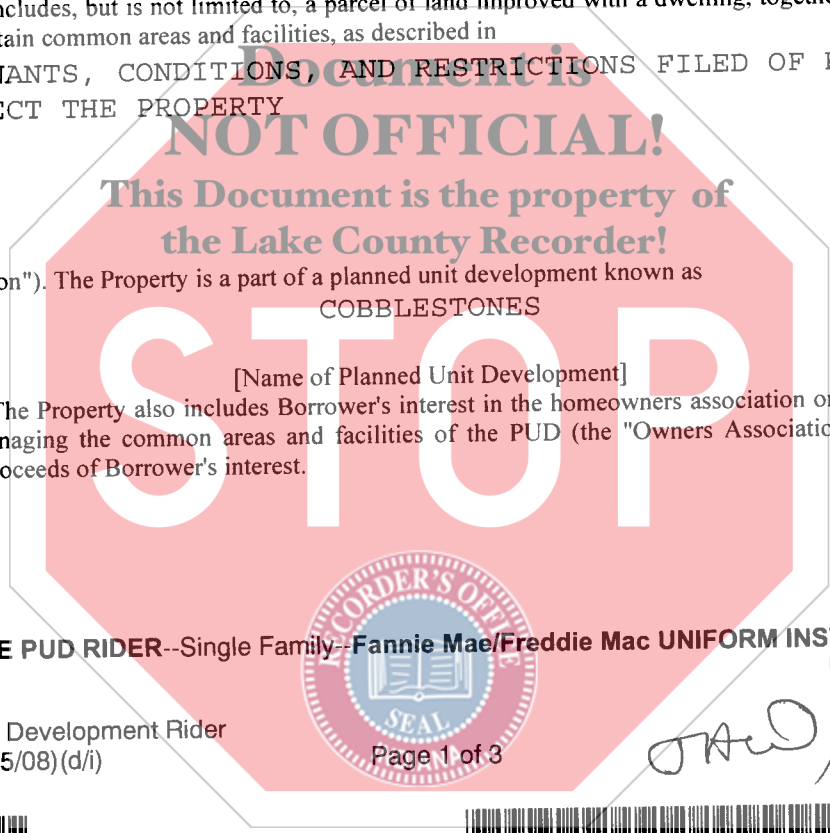 ncludes, but is not limited to, a parcel of land improved with a dwelling, togeth
tain common areas and facilities, as described in
NANTS, CONDITIONS, AND RESTRICTIONS FILED OF
ECT THE PROPERTY
Document is
NOT OFFICIAL!
This Document is the property of
the Lake County Recorder!
on"). The Property is a part of a planned unit development known as
COBBLESTONES
STOP
[Name of Planned Unit Development]
The Property also includes Borrower's interest in the homeowners association or
naging the common areas and facilities of the PUD (the "Owners Associatio
oceeds of Borrower's interest.
RECORDER'S OFFICE
SEAL
INDIANA
E PUD RIDER--Single Family--Fannie Mae/Freddie Mac UNIFORM INS
Development Rider
5/08)(d/i)
Page 1 of 3